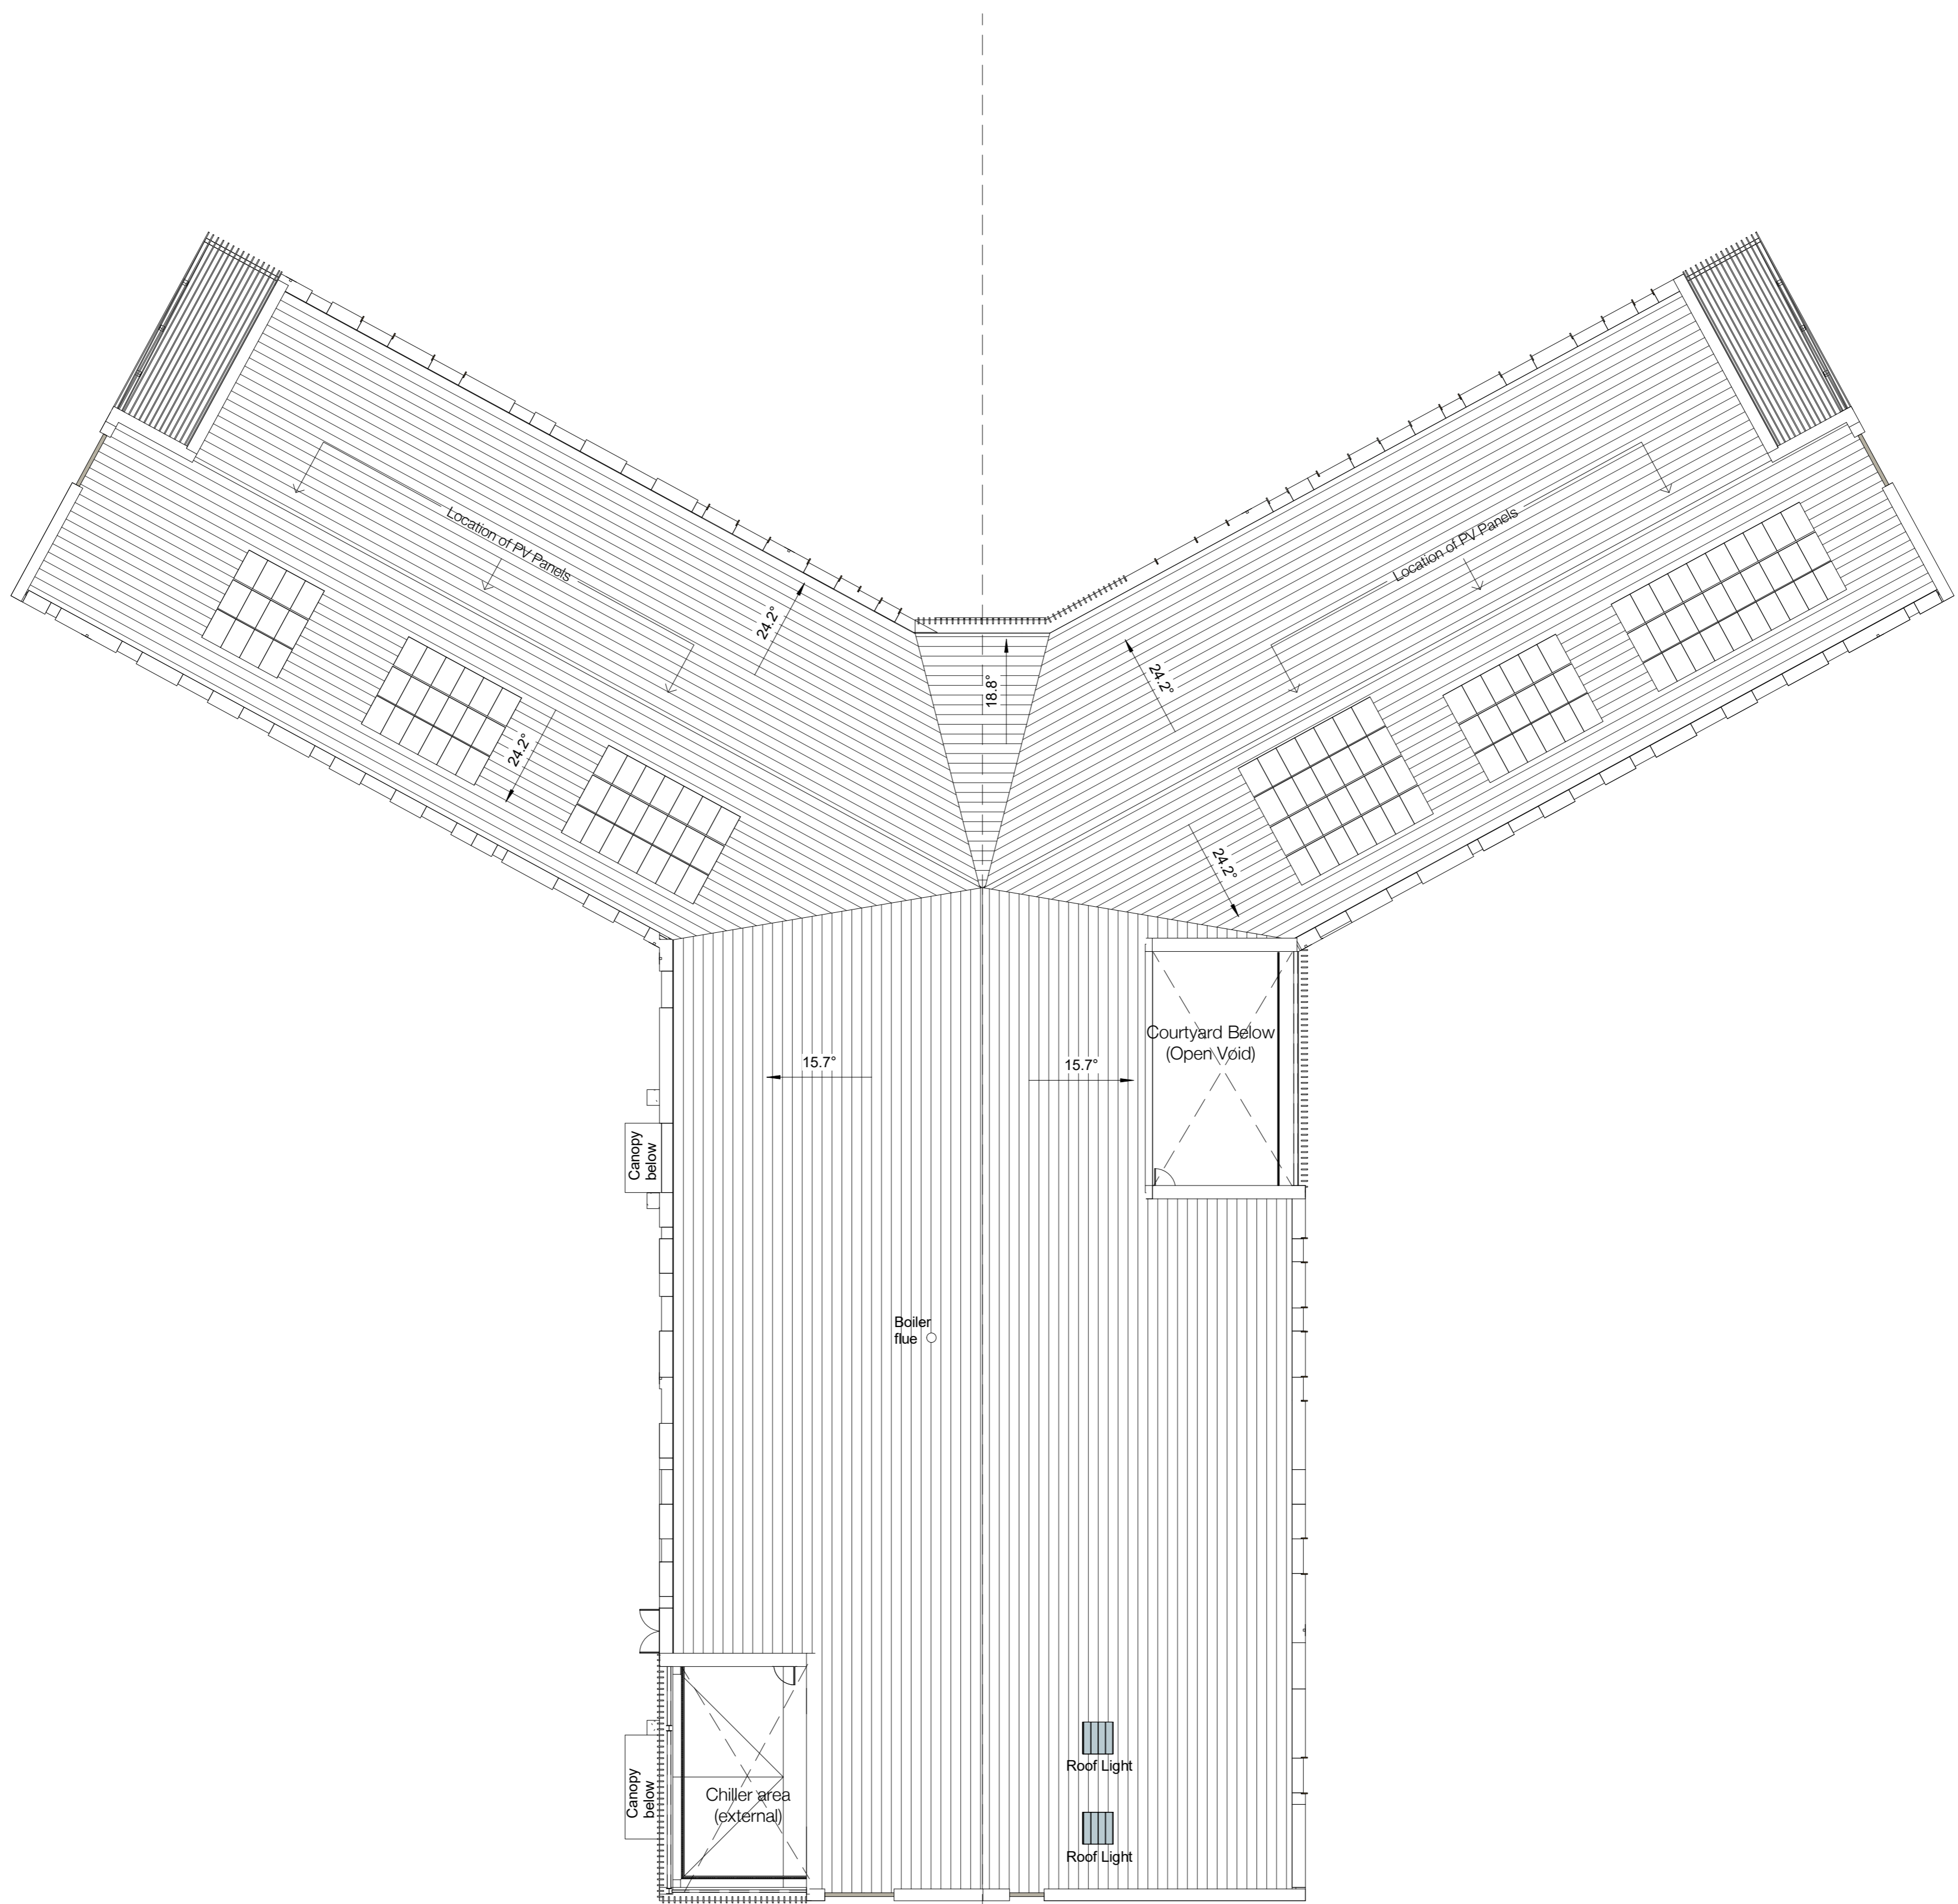 Location of PV Panels
Location of PV Panels
24.2°
24.2°
18.8°
24.2°
24.2°
Courtyard Below
(Open Void)
15.7°
15.7°
Canopy
below
Boiler
flue
Roof Light
Chiller area
(external)
Canopy
below
Roof Light